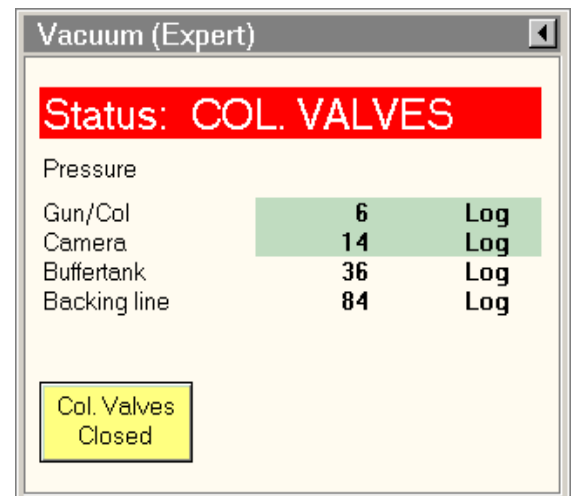 Vacuum (Expert)
Status: COL. VALVES
Pressure
Gun/Col 6 Log
Camera 14 Log
Buffertank 36 Log
Backing line 84 Log
Col. Valves
Closed